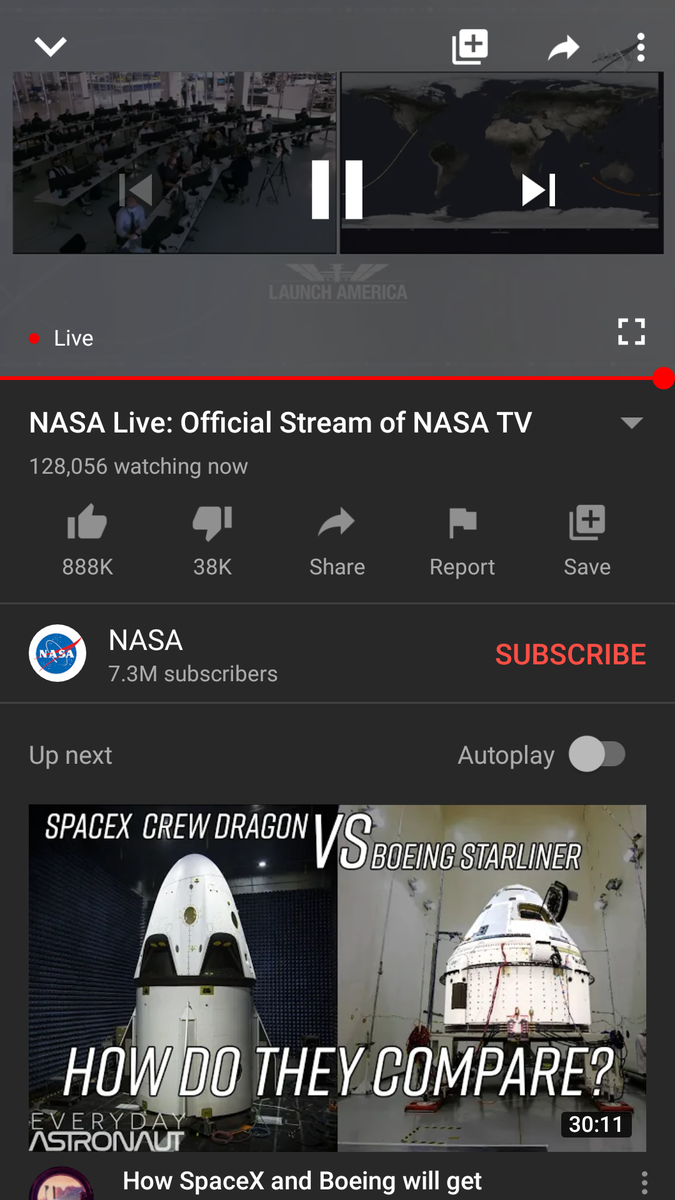 LAUNCH AMERICA
Live
NASA Live: Official Stream of NASA TV
128,056 watching now
888K
38K
Share
Report
Save
NASA
NASA
7.3M subscribers
SUBSCRIBE
Up next
Autoplay
SPACEX CREW DRAGON VS BOEING STARLINER
HOW DO THEY COMPARE?
EVERYDAY
ASTRONAUT
30:11
How SpaceX and Boeing will get